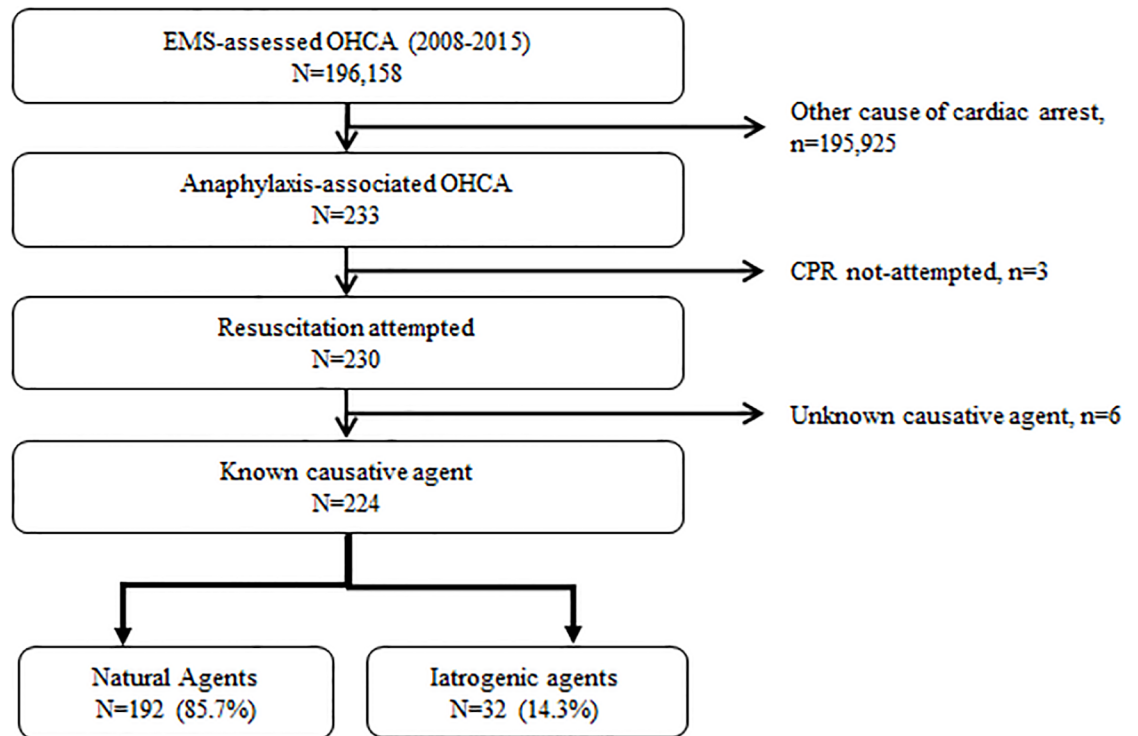 EMS-assessed OHCA (2008-2015)
N=196,158
Other cause of cardiac arrest,
n=195,925
Anaphylaxis-associated OHCA
N=233
CPR not-attempted, n=3
Resuscitation attempted
N=230
Unknown causative agent, n=6
Known causative agent
N=224
Natural Agents
N=192 (85.7%)
Iatrogenic agents
N=32 (14.3%)